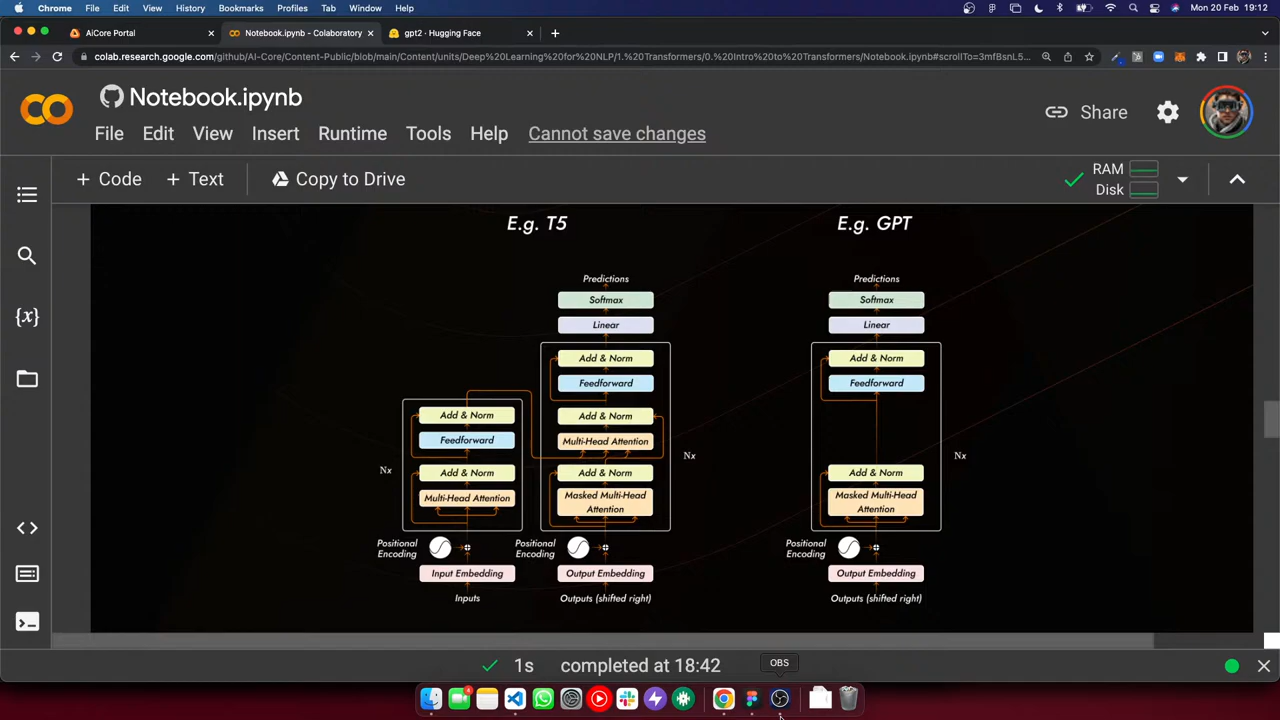 Chrome File Edit View History Bookmarks Profiles Tab Window Help Mon 20 Feb 19:12
AiCore Portal × Notebook.ipynb - Colaboratory × gpt2 · Hugging Face × +
colab.research.google.com/github/AI-Core/Content-Public/blob/main/Content/units/Deep Learning for NLP/1.%20Transformers/0.%20Intro%20to%20Transformers/Notebook.ipynb#scrollTo=3mfBsnL5...
Notebook.ipynb
Share
File Edit View Insert Runtime Tools Help Cannot save changes
+ Code + Text Copy to Drive
RAM
Disk
{x}
E.g. T5
E.g. GPT
Predictions
Softmax
Linear
Add & Norm
Feedforward
Add & Norm
Multi-Head Attention
Add & Norm
Masked Multi-Head
Attention
Nx
Positional
Encoding
Output Embedding
Outputs (shifted right)
Add & Norm
Feedforward
Add & Norm
Multi-Head Attention
Nx
Positional
Encoding
Input Embedding
Inputs
Predictions
Softmax
Linear
Add & Norm
Feedforward
Add & Norm
Masked Multi-Head
Attention
Nx
Positional
Encoding
Output Embedding
Outputs (shifted right)
1s completed at 18:42
OBS
4